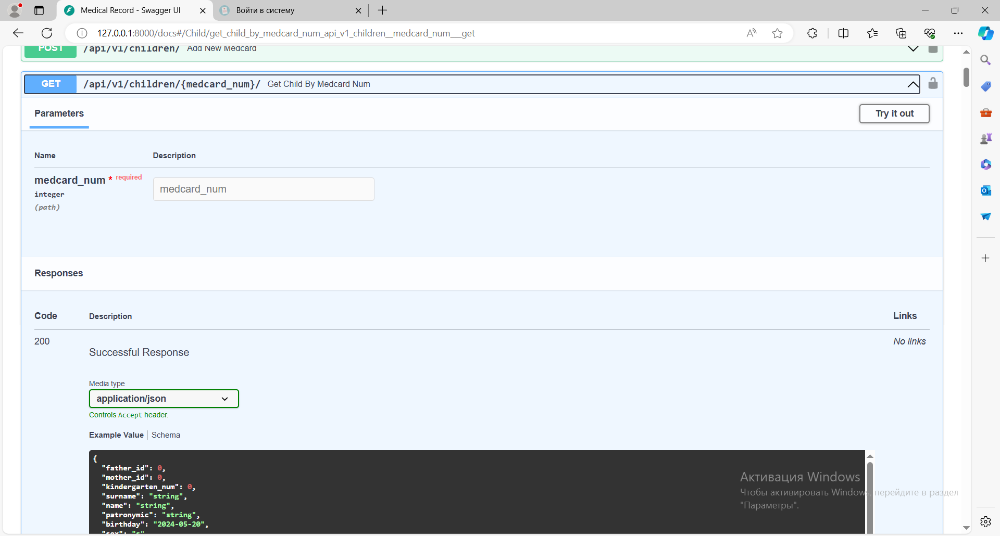 Medical Record - Swagger UI
Войти в систему
127.0.0.1:8000/docs#/Child/get_child_by_medcard_num_api_v1_children__medcard_num___get
POST /api/v1/children/ Add New Medcard
GET /api/v1/children/{medcard_num}/ Get Child By Medcard Num
Parameters
Try it out
Name Description
medcard_num * required
integer
(path)
medcard_num
Responses
Code Description Links
200
Successful Response
No links
Media type
application/json
Controls Accept header.
Example Value Schema
{
"father_id": 0,
"mother_id": 0,
"kindergarten_num": 0,
"surname": "string",
"name": "string",
"patronymic": "string",
"birthday": "2024-05-20",
Активация Windows
Чтобы активировать Windows, перейдите в раздел
"Параметры".